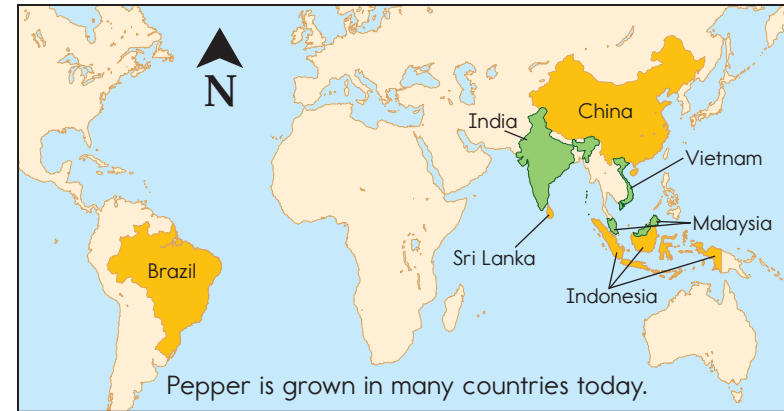 N
China
India
Vietnam
Malaysia
Sri Lanka
Brazil
Indonesia
Pepper is grown in many countries today.